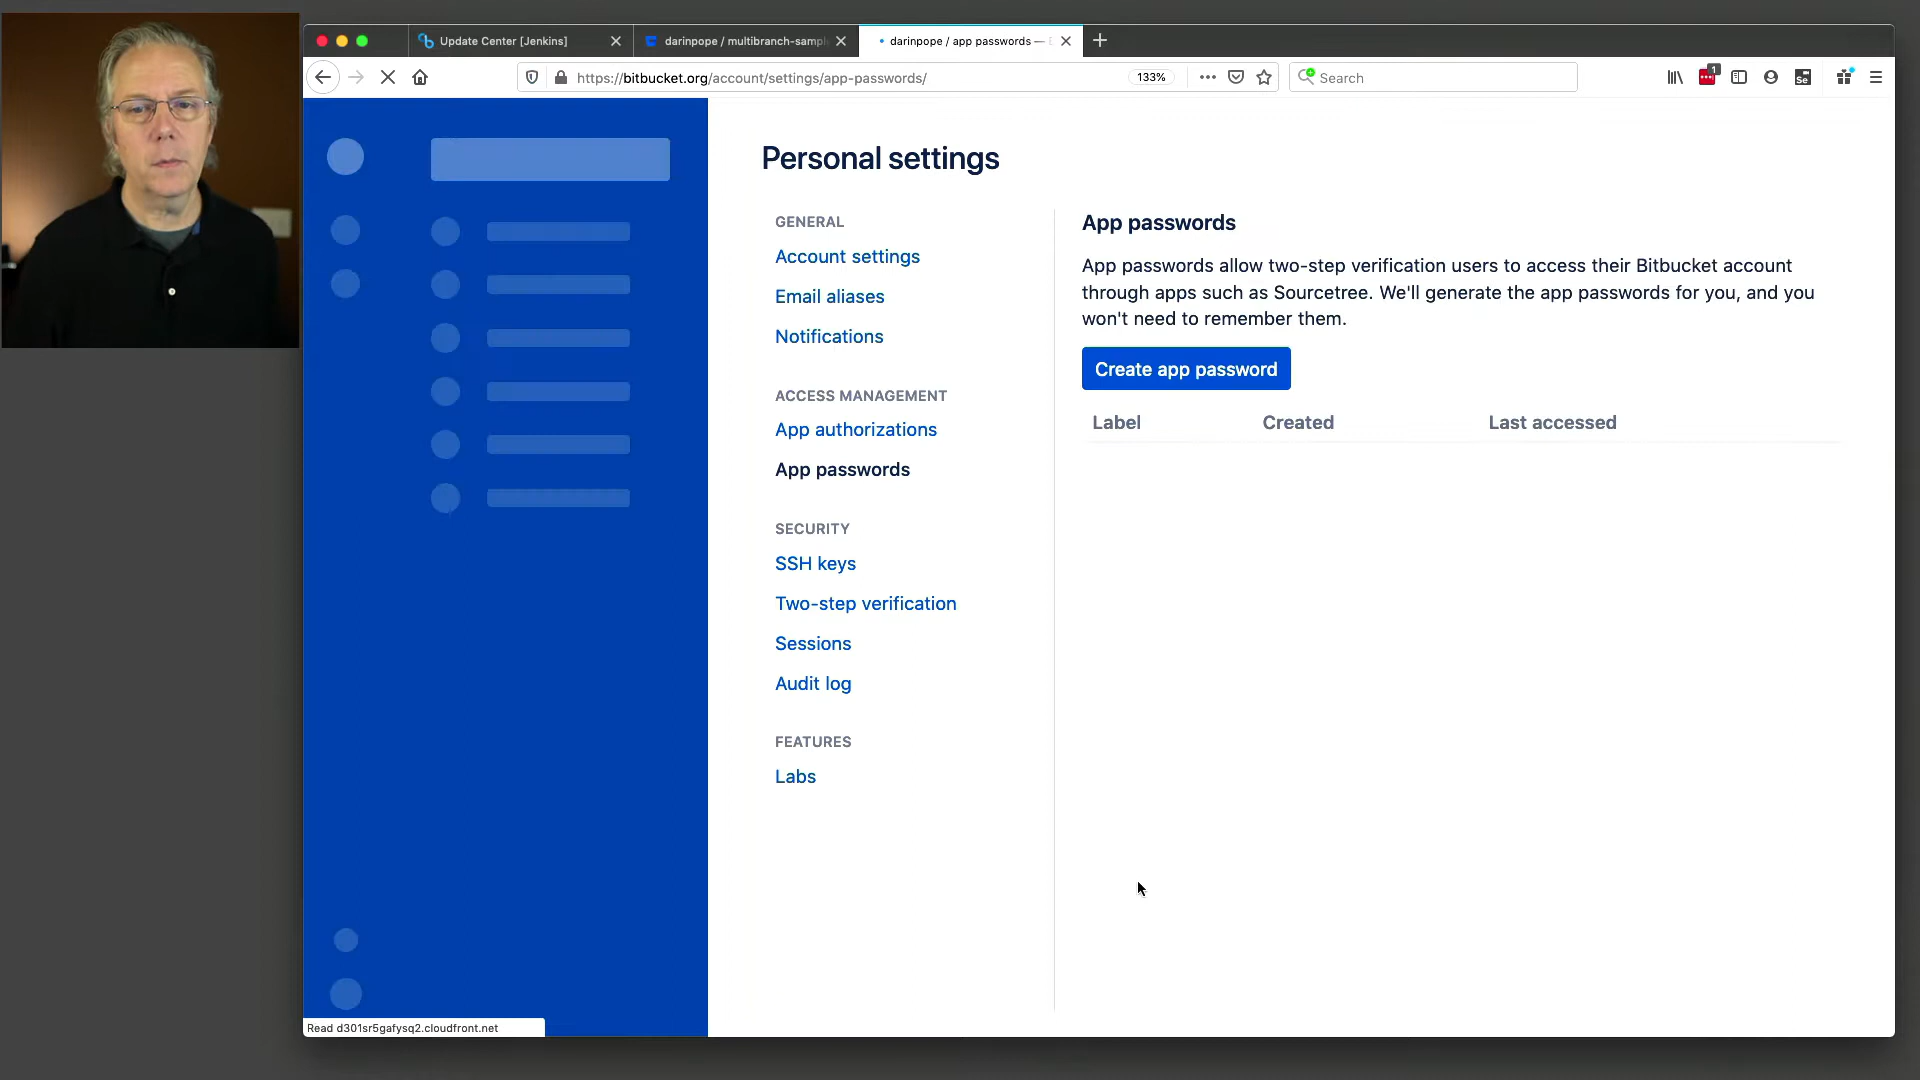 Update Center [Jenkins]
darinpope / multibranch-sampl
darinpope / app passwords —
https://bitbucket.org/account/settings/app-passwords/
133%
Search
1
Se
Personal settings
GENERAL
Account settings
Email aliases
Notifications
ACCESS MANAGEMENT
App authorizations
App passwords
SECURITY
SSH keys
Two-step verification
Sessions
Audit log
FEATURES
Labs
App passwords
App passwords allow two-step verification users to access their Bitbucket account
through apps such as Sourcetree. We'll generate the app passwords for you, and you
won't need to remember them.
Create app password
Label Created Last accessed
Read d301sr5gafysq2.cloudfront.net